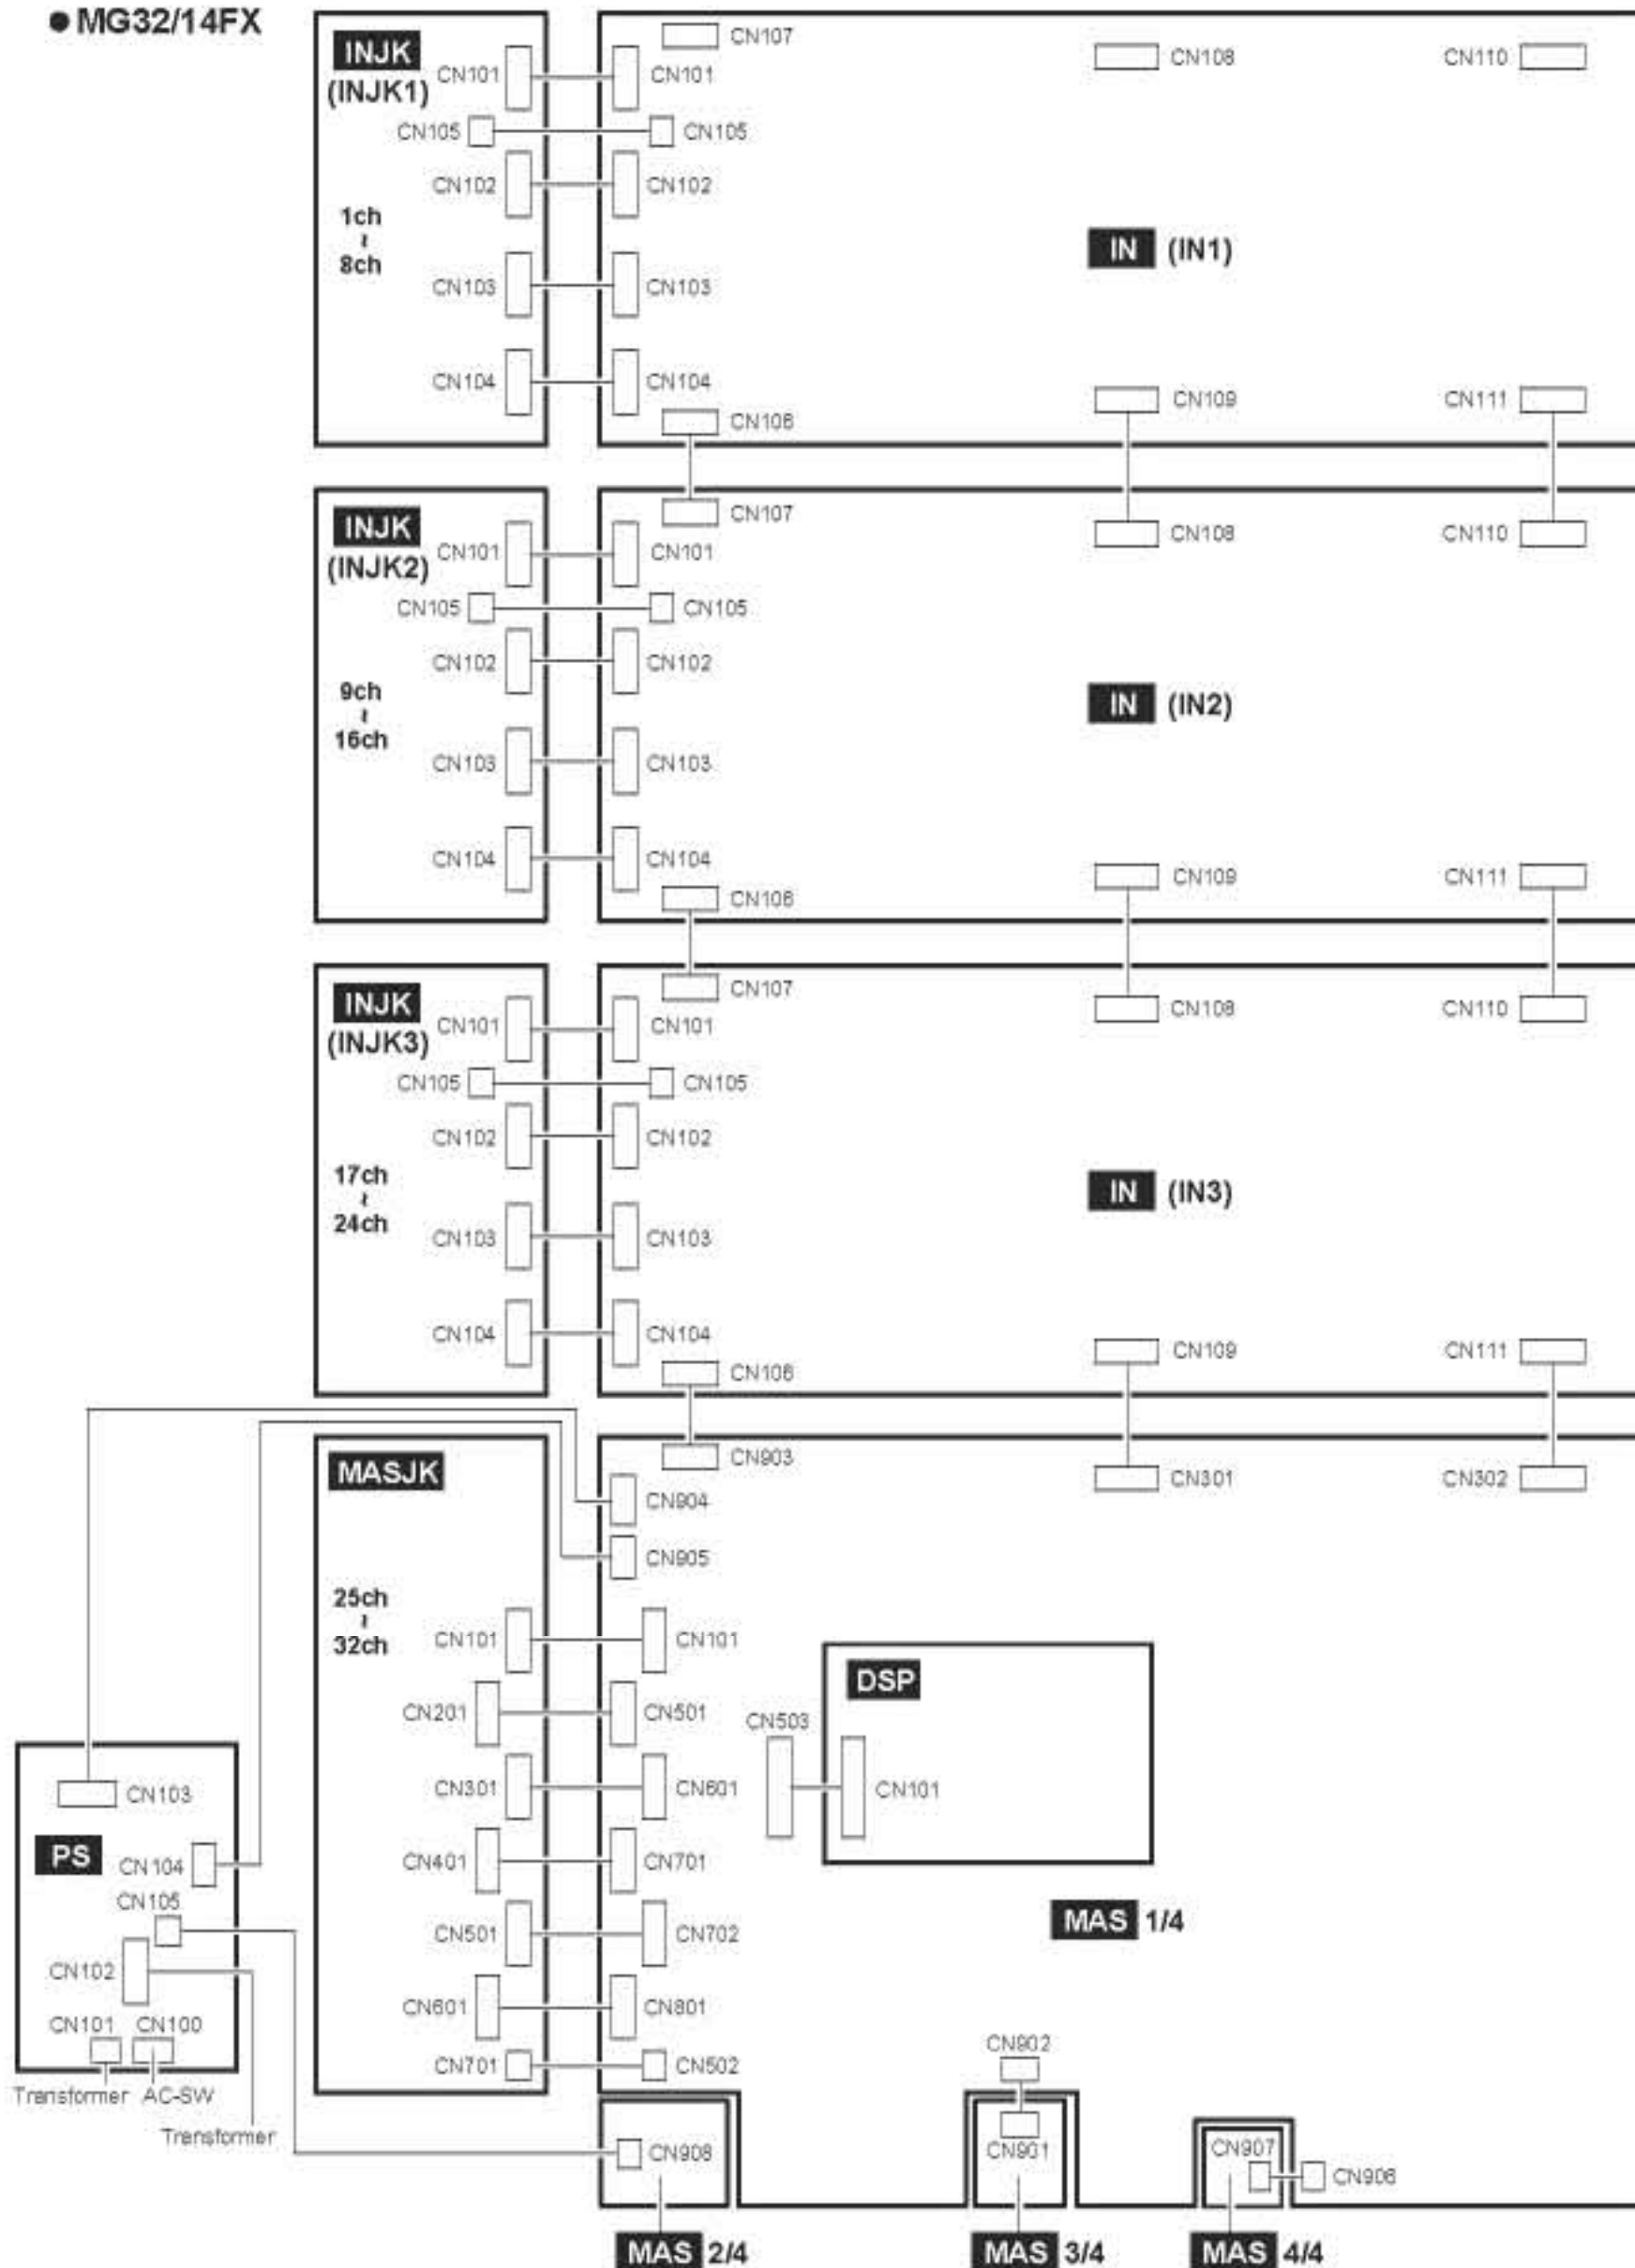 ● MG32/14FX
INJK
(INJK1)
CN101 CN101 CN107 CN108 CN110
CN105 CN105
CN102 CN102
1ch
~
8ch
IN (IN1)
CN103 CN103
CN104 CN104 CN109 CN111
CN106
INJK
(INJK2)
CN107 CN108 CN110
CN101 CN101
CN105 CN105
CN102 CN102
9ch
~
16ch
IN (IN2)
CN103 CN103
CN104 CN104 CN109 CN111
CN106
INJK
(INJK3)
CN107 CN108 CN110
CN101 CN101
CN105 CN105
CN102 CN102
17ch
~
24ch
IN (IN3)
CN103 CN103
CN104 CN104 CN109 CN111
CN106
MASJK
CN903 CN301 CN302
CN904
CN905
25ch
~
32ch
CN101 CN101
DSP
CN201 CN501 CN503
CN301 CN601 CN101
CN401 CN701
CN501 CN702
MAS 1/4
CN601 CN801
CN701 CN502
CN103
PS
CN104
CN105
CN102
CN101 CN100
Transformer AC-SW
Transformer
CN902
CN908 CN901 CN907 CN906
MAS 2/4 MAS 3/4 MAS 4/4